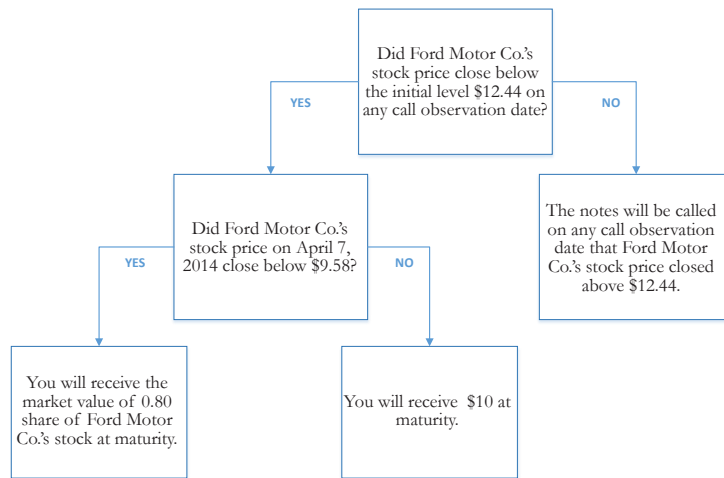 Did Ford Motor Co.'s
stock price close below
the initial level $12.44 on
any call observation date?
YES
NO
Did Ford Motor Co.'s
stock price on April 7,
2014 close below $9.58?
The notes will be called
on any call observation
date that Ford Motor
Co.'s stock price closed
above $12.44.
YES
NO
You will receive the
market value of 0.80
share of Ford Motor
Co.'s stock at maturity.
You will receive $10 at
maturity.